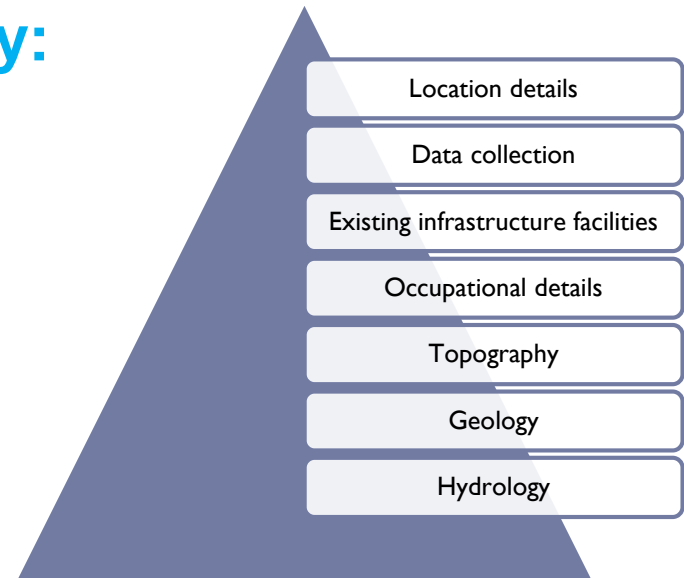 y:
Location details
Data collection
Existing infrastructure facilities
Occupational details
Topography
Geology
Hydrology